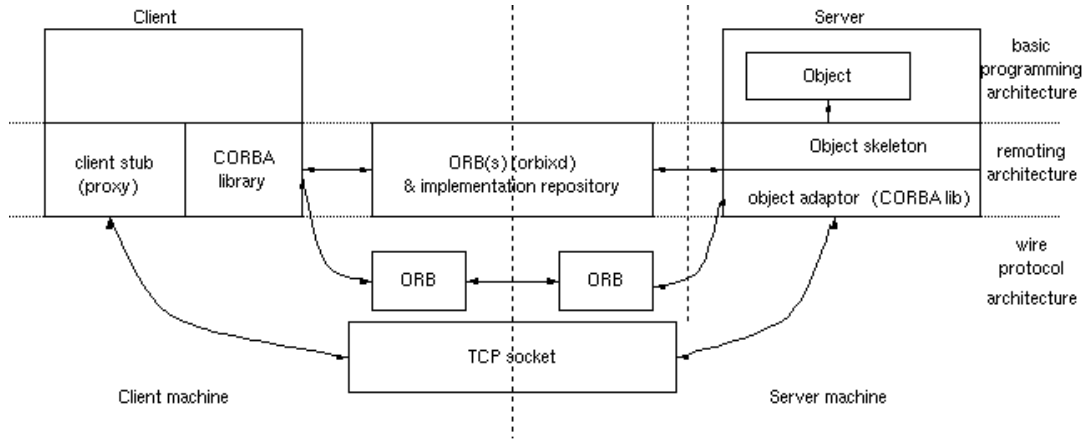 Client
Server
basic
programming
architecture
Object
client stub
(proxy)
CORBA
library
ORB(s) (orbixd)
& implementation repository
Object skeleton
object adaptor (CORBA lib)
remoting
architecture
ORB
ORB
wire
protocol
architecture
TCP socket
Client machine
Server machine